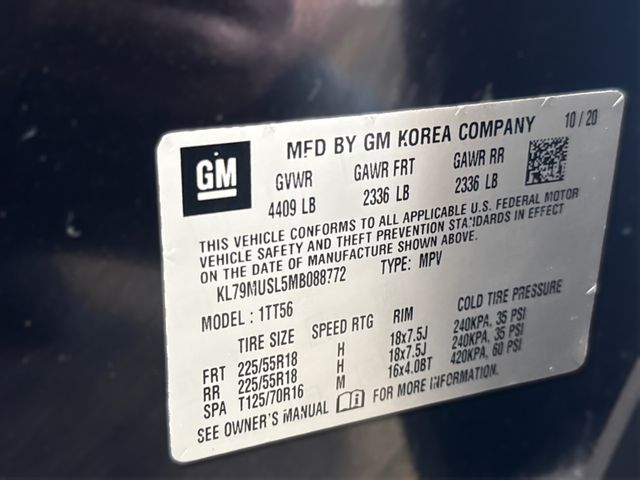 MFD BY GM KOREA COMPANY 10/20
GM
GVWR GAWR FRT GAWR RR
4409 LB 2336 LB 2336 LB
THIS VEHICLE CONFORMS TO ALL APPLICABLE U.S. FEDERAL MOTOR
VEHICLE SAFETY AND THEFT PREVENTION STANDARDS IN EFFECT
ON THE DATE OF MANUFACTURE SHOWN ABOVE.
KL79MUSL5MB088772 TYPE: MPV
MODEL : 1TT56
TIRE SIZE SPEED RTG RIM COLD TIRE PRESSURE
FRT 225/55R18 H 18x7.5J 240KPA, 35 PSI
RR 225/55R18 H 18x7.5J 240KPA, 35 PSI
SPA T125/70R16 M 16x4.0BT 420KPA, 60 PSI
SEE OWNER'S MANUAL FOR MORE INFORMATION.